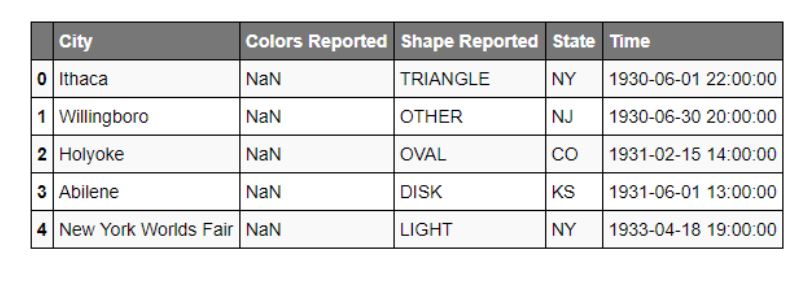 City Colors Reported Shape Reported State Time
0 Ithaca NaN TRIANGLE NY 1930-06-01 22:00:00
1 Willingboro NaN OTHER NJ 1930-06-30 20:00:00
2 Holyoke NaN OVAL CO 1931-02-15 14:00:00
3 Abilene NaN DISK KS 1931-06-01 13:00:00
4 New York Worlds Fair NaN LIGHT NY 1933-04-18 19:00:00